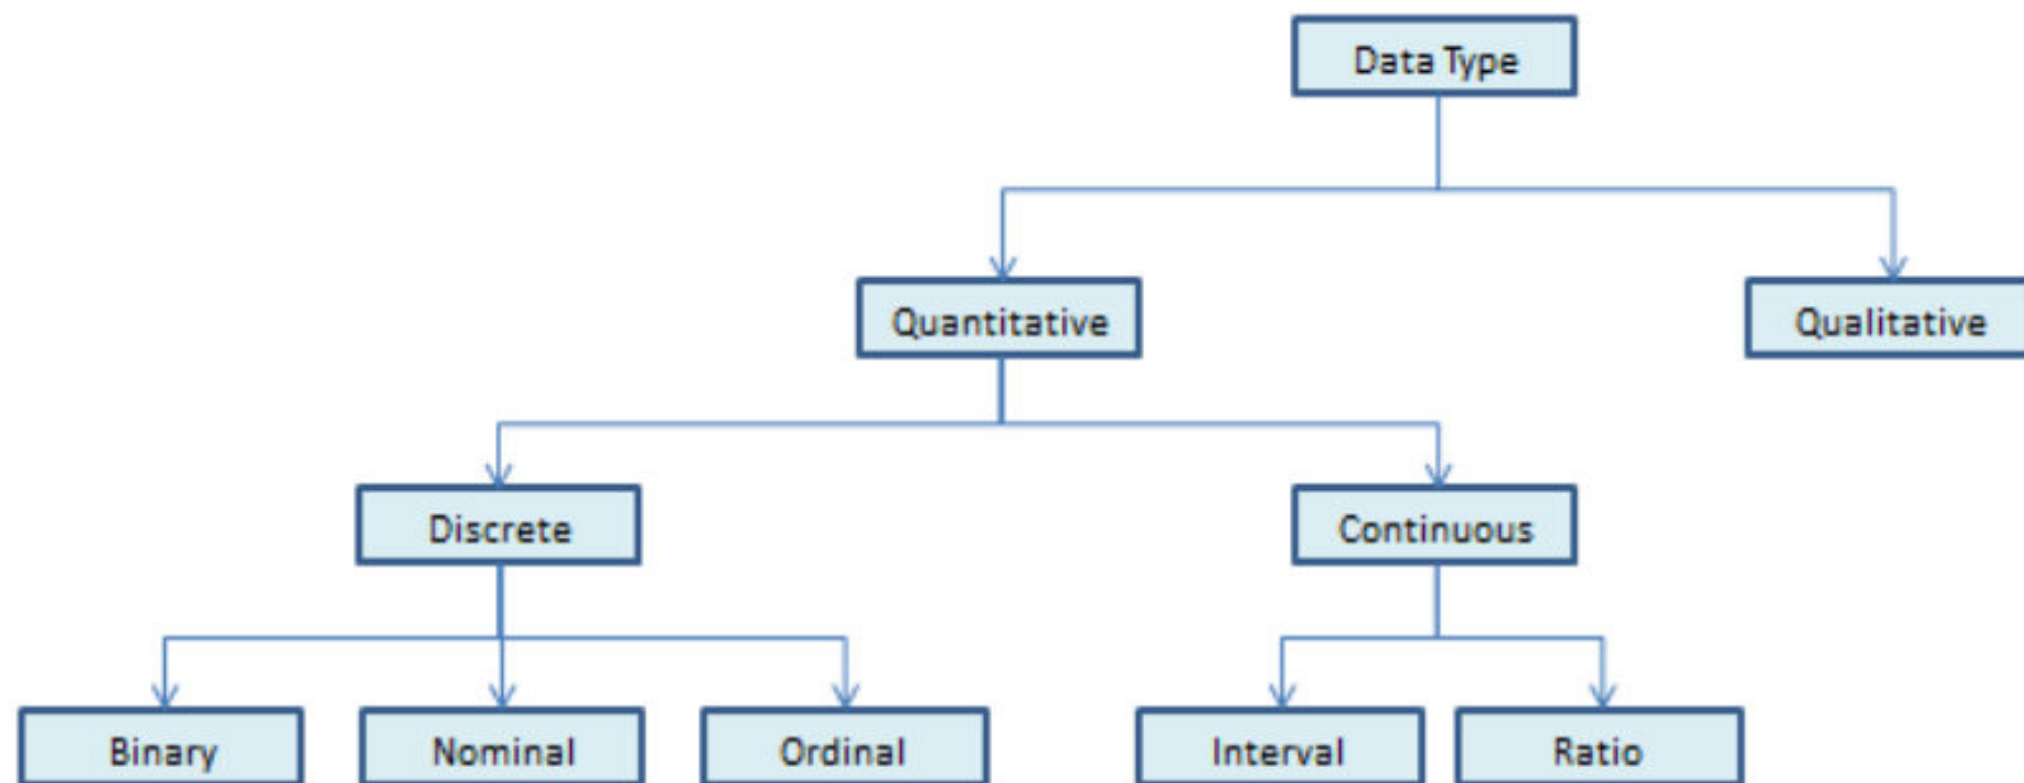 Data Type
Quantitative
Qualitative
Discrete
Continuous
Binary
Nominal
Ordinal
Interval
Ratio